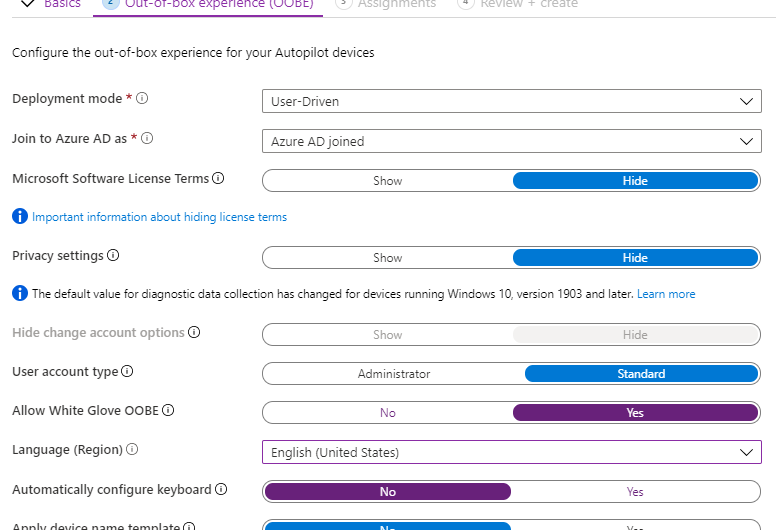 Basics 2 Out-of-box experience (OOBE) 3 Assignments 4 Review + create
Configure the out-of-box experience for your Autopilot devices
Deployment mode * User-Driven
Join to Azure AD as * Azure AD joined
Microsoft Software License Terms Show Hide
Important information about hiding license terms
Privacy settings Show Hide
The default value for diagnostic data collection has changed for devices running Windows 10, version 1903 and later. Learn more
Hide change account options Show Hide
User account type Administrator Standard
Allow White Glove OOBE No Yes
Language (Region) English (United States)
Automatically configure keyboard No Yes
Apply device name template No Yes